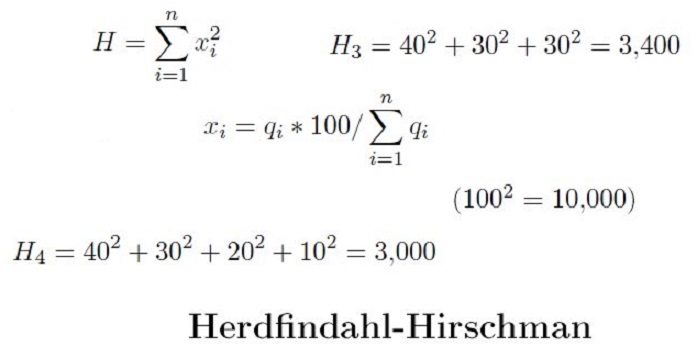 H = \sum_{i=1}^{n} x_i^2
H_3 = 40^2 + 30^2 + 30^2 = 3,400
x_i = q_i * 100/ \sum_{i=1}^{n} q_i
(100^2 = 10,000)
H_4 = 40^2 + 30^2 + 20^2 + 10^2 = 3,000
Herdfindahl-Hirschman